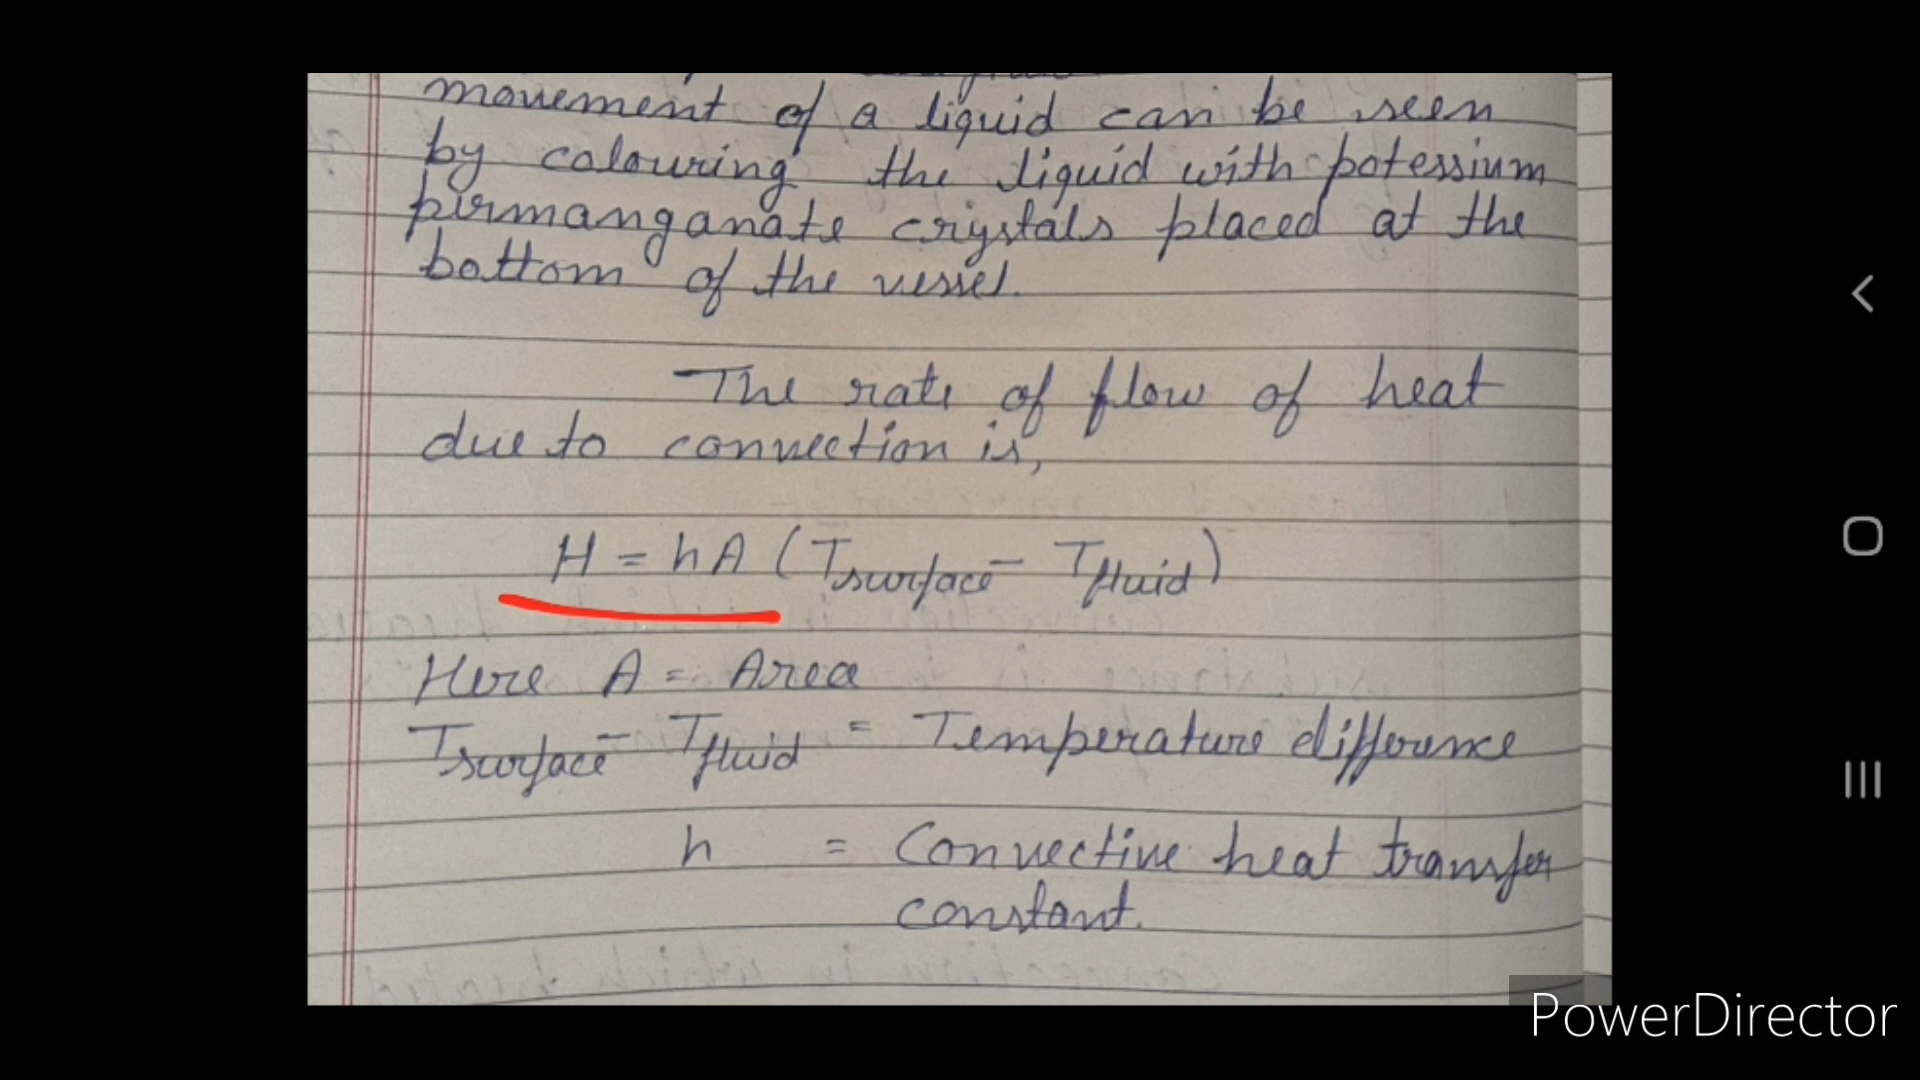 movement of a liquid can be seen
by colouring the liquid with potessium
pirmanganate crystals placed at the
bottom of the vessel.
The rate of flow of heat
due to convection is,
H = hA (Tsurface - Tfluid)
Here A = Area
Tsurface - Tfluid = Temperature difference
h = Convective heat transfer
constant.
PowerDirector